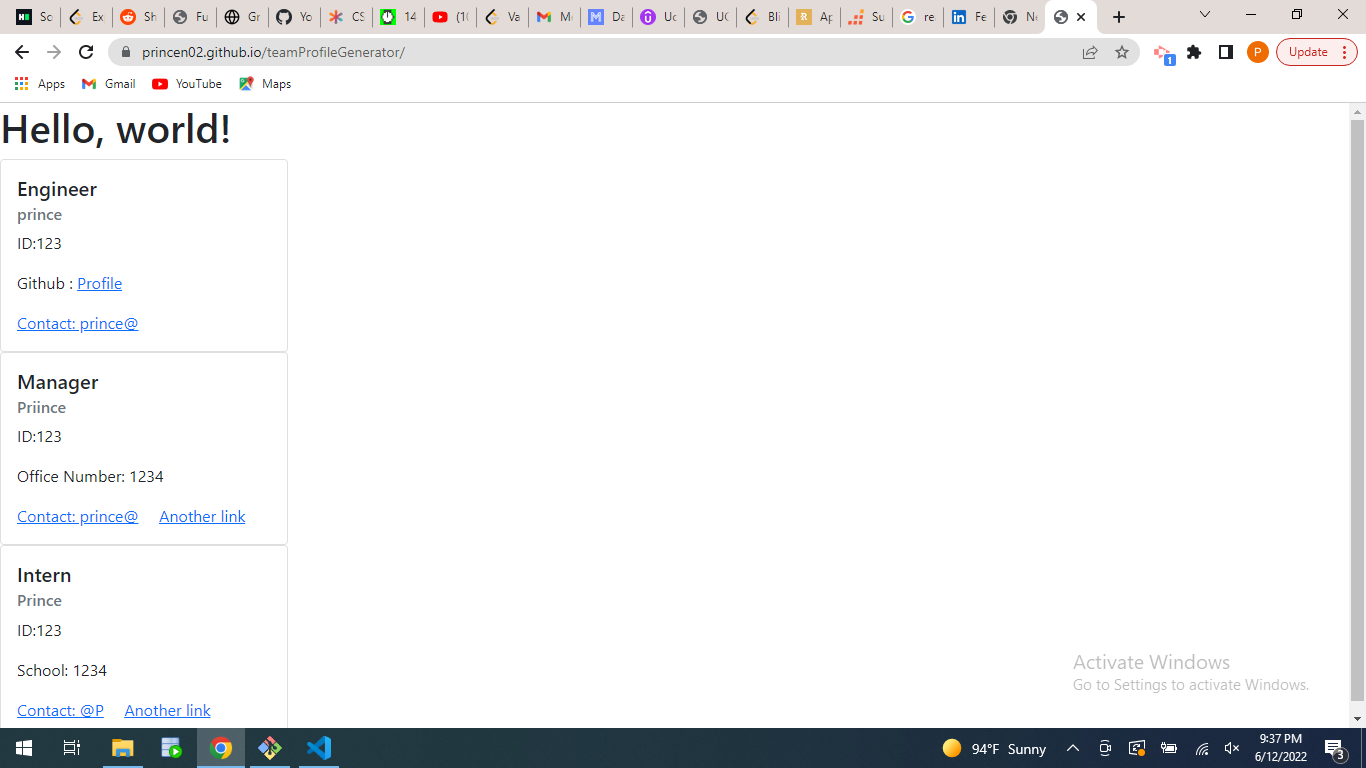 Sc
Ex
Sh
Fu
Gr
Yo
CS
14
(10
Va
M
Da
Uc
UC
Bli
R
Ap
Su
re
Fe
Ne
princen02.github.io/teamProfileGenerator/
1
P
Update
Apps
Gmail
YouTube
Maps
Hello, world!
Engineer
prince
ID:123
Github : Profile
Contact: prince@
Manager
Priince
ID:123
Office Number: 1234
Contact: prince@ Another link
Intern
Prince
ID:123
School: 1234
Contact: @P Another link
Activate Windows
Go to Settings to activate Windows.
94°F Sunny
9:37 PM
6/12/2022
3